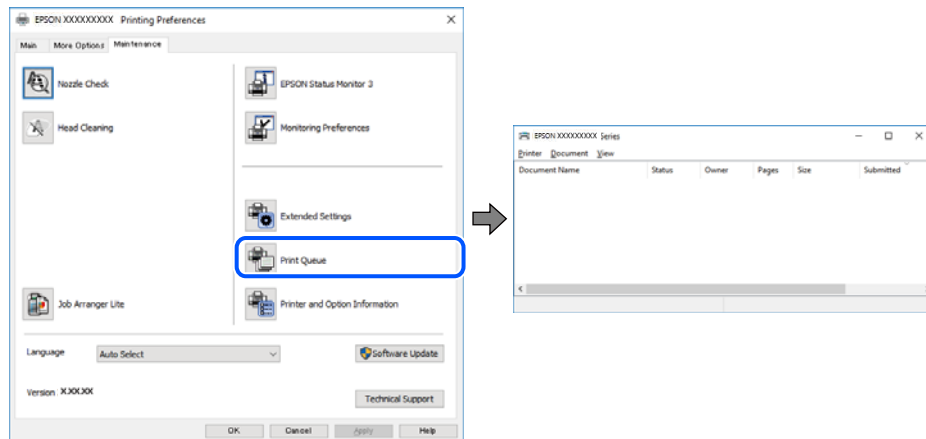 EPSON XXXXXXXXX Printing Preferences
Main More Options Maintenance
Nozzle Check
EPSON Status Monitor 3
Head Cleaning
Monitoring Preferences
Extended Settings
Print Queue
Job Arranger Lite
Printer and Option Information
Language Auto Select Software Update
Version X.XX.XX
Technical Support
OK Cancel Apply Help
EPSON XXXXXXXXX Series
Printer Document View
Document Name Status Owner Pages Size Submitted